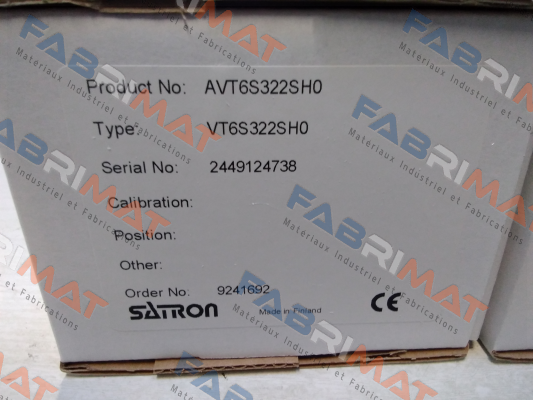 Product No: AVT6S322SH0
Type: VT6S322SH0
Serial No: 2449124738
Calibration:
Position:
Other:
Order No: 9241692
SATRON
Made in Finland
CE
FABRIMAT
Materiaux Industriel et Fabrications